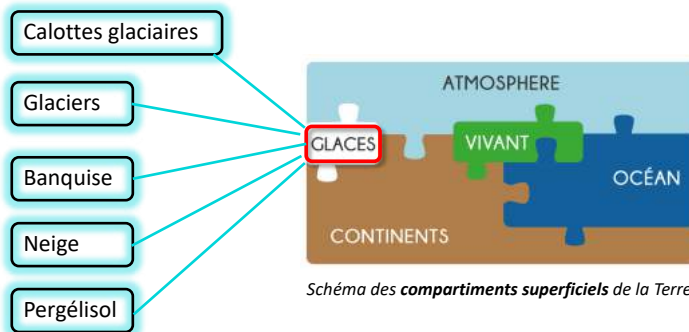 Calottes glaciaires
Glaciers
Banquise
Neige
Pergélisol
ATMOSPHERE
GLACES
VIVANT
OCÉAN
CONTINENTS
Schéma des compartiments superficiels de la Terre